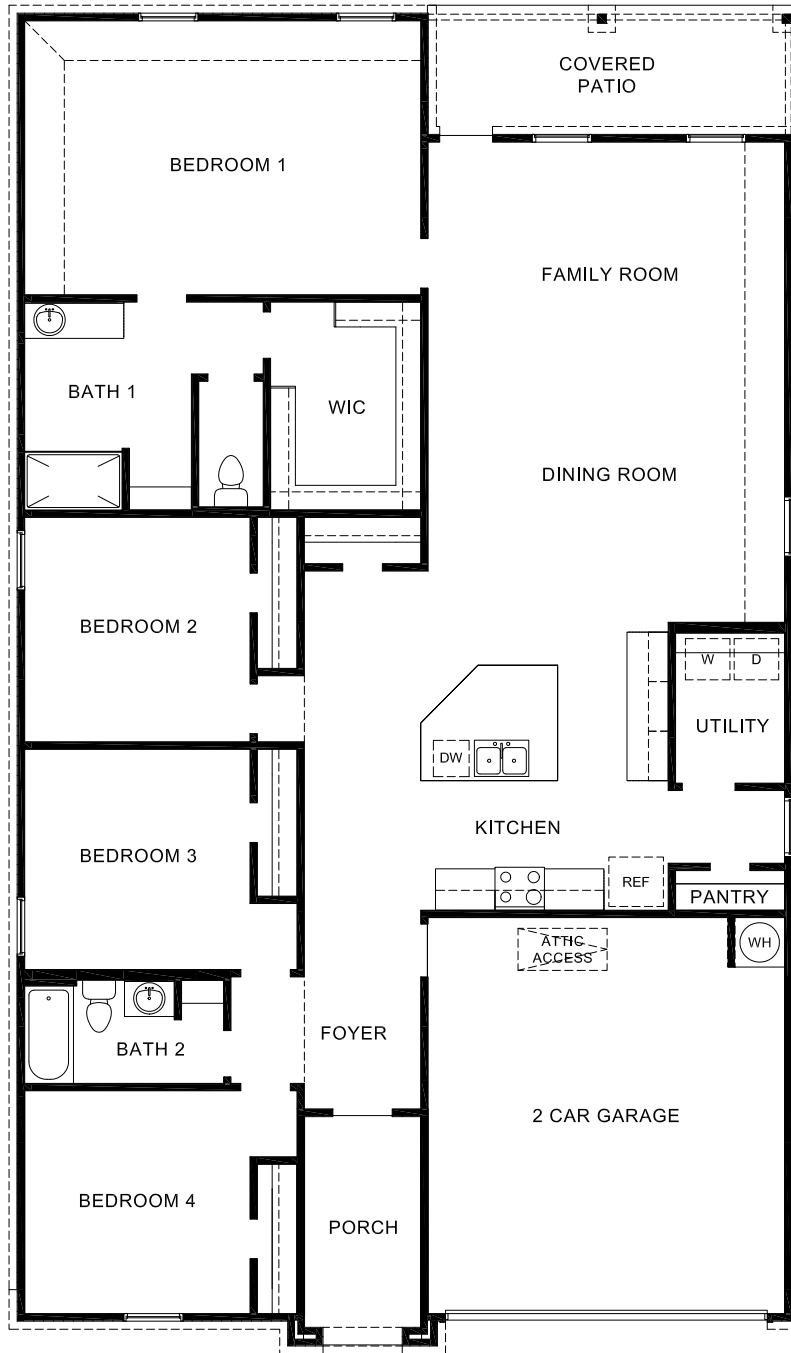 COVERED
PATIO
BEDROOM 1
FAMILY ROOM
BATH 1
WIC
DINING ROOM
BEDROOM 2
W
D
UTILITY
DW
KITCHEN
BEDROOM 3
REF
PANTRY
ATTIC
ACCESS
WH
FOYER
BATH 2
2 CAR GARAGE
BEDROOM 4
PORCH